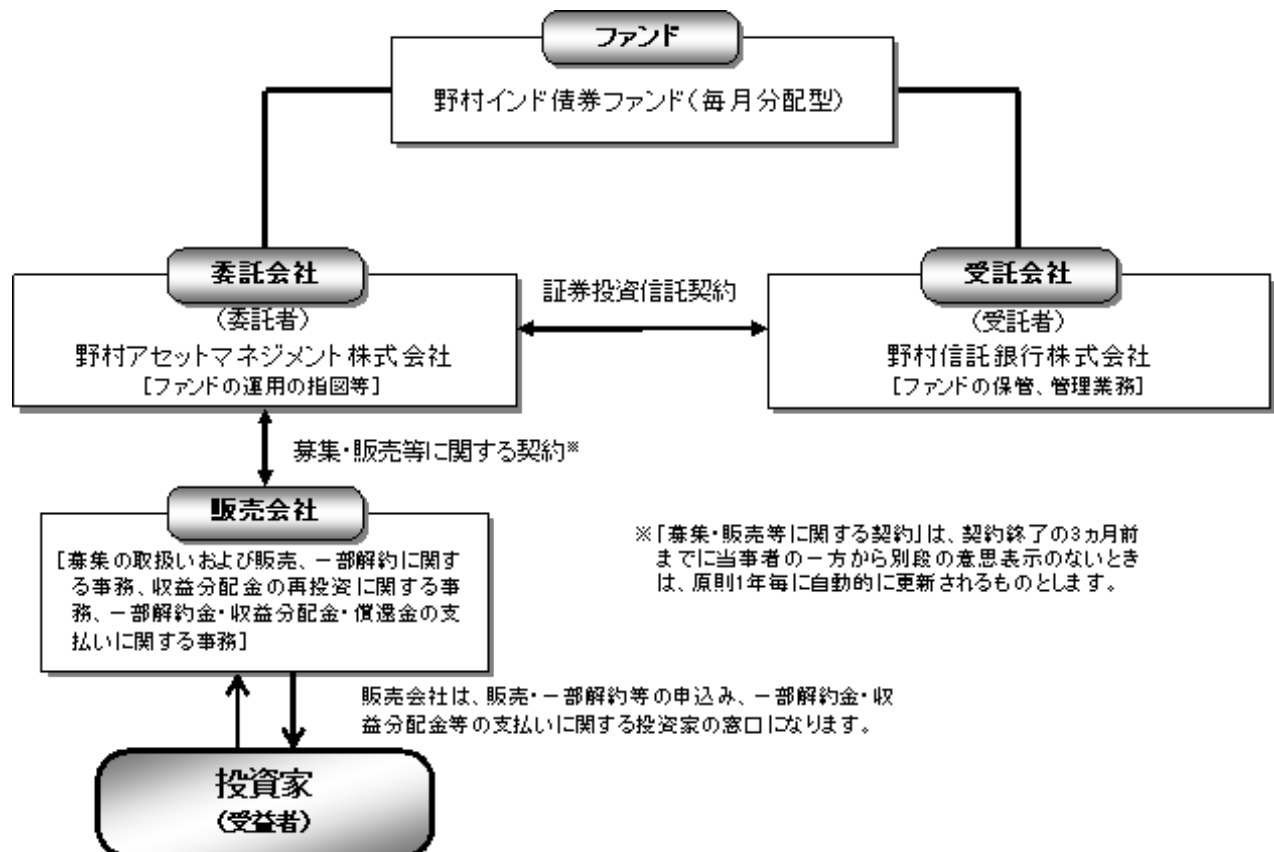 ファンド
野村インド債券ファンド(毎月分配型)
委託会社
(委託者)
野村アセットマネジメント株式会社
[ファンドの運用の指図等]
証券投資信託契約
受託会社
(受託者)
野村信託銀行株式会社
[ファンドの保管、管理業務]
募集・販売等に関する契約※
販売会社
[募集の取扱いおよび販売、一部解約に関す
る事務、収益分配金の再投資に関する事
務、一部解約金・収益分配金・償還金の支
払いに関する事務]
※「募集・販売等に関する契約」は、契約終了の3ヵ月前
までに当事者の一方から別段の意思表示のないとき
は、原則1年毎に自動的に更新されるものとします。
販売会社は、販売・一部解約等の申込み、一部解約金・収
益分配金等の支払いに関する投資家の窓口になります。
投資家
(受益者)